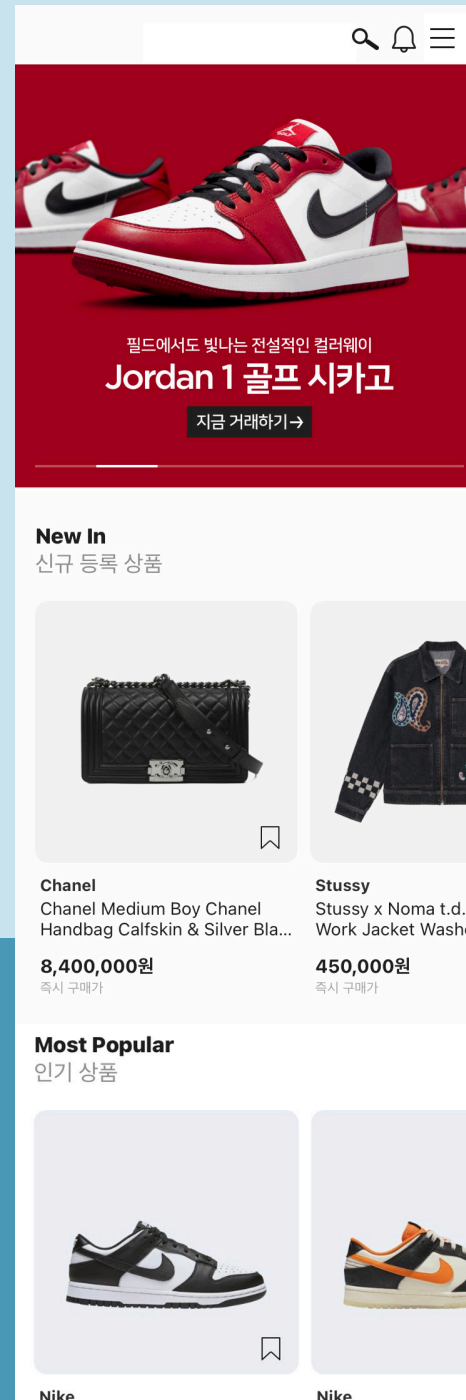 필드에서도 빛나는 전설적인 컬러웨이
Jordan 1 골프 시카고
지금 거래하기→
New In
신규 등록 상품
Chanel
Chanel Medium Boy Chanel
Handbag Calfskin & Silver Bla...
8,400,000원
즉시 구매가
Stussy
Stussy x Noma t.d.
Work Jacket
450,000원
즉시 구매가
Most Popular
인기 상품
Nike
Nike